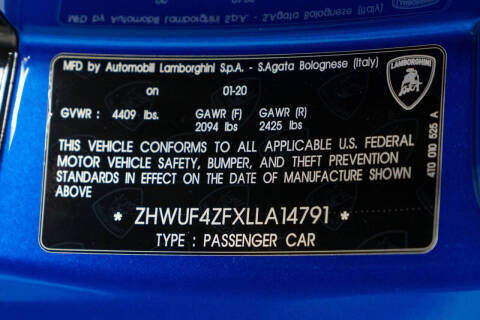 MFD by Automobili Lamborghini S.p.A. - S.Agata Bolognese (Italy)
on 01-20
GVWR : 4409 lbs. GAWR (F) GAWR (R)
2094 lbs 2425 lbs
THIS VEHICLE CONFORMS TO ALL APPLICABLE U.S. FEDERAL
MOTOR VEHICLE SAFETY, BUMPER, AND THEFT PREVENTION
STANDARDS IN EFFECT ON THE DATE OF MANUFACTURE SHOWN
ABOVE
* ZHWUF4ZFXLLA14791 *
TYPE : PASSENGER CAR
LAMBORGHINI
410 010 525 A